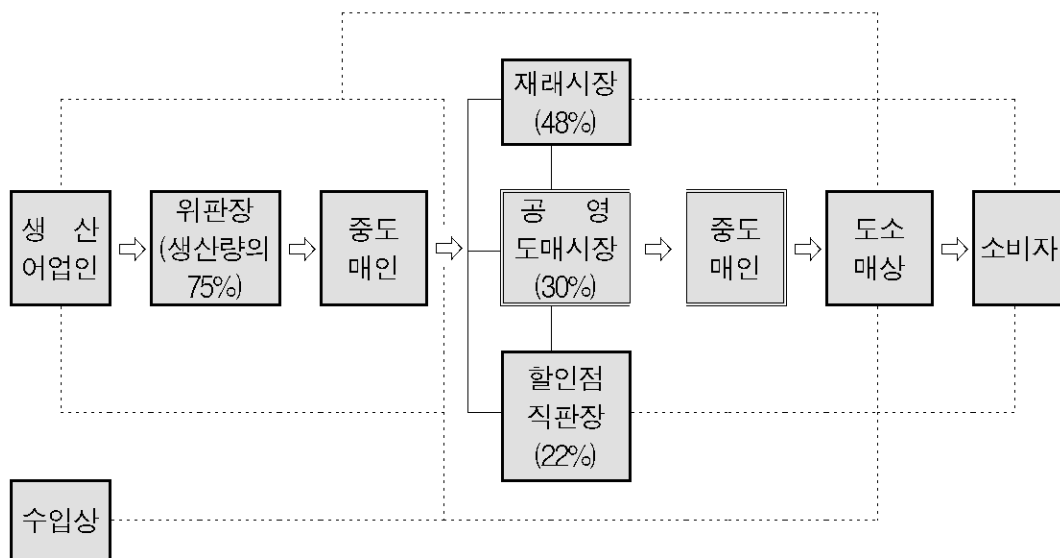 재래시장
(48%)
생 산
어업인
위판장
(생산량의
75%)
중도
매인
공 영
도매시장
(30%)
중도
매인
도소
매상
소비자
할인점
직판장
(22%)
수입상